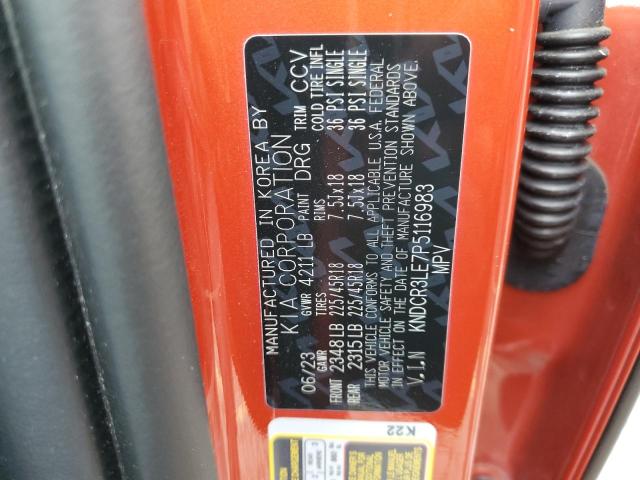 MANUFACTURED IN KOREA BY
KIA CORPORATION
06/23 GVWR 4211LB PAINT DRG TRIM CCV
GAWR TIRES RIMS COLD TIRE INFL
FRONT 2348LB 225/45R18 7.5JX18 36 PSI SINGLE
REAR 2315LB 225/45R18 7.5JX18 36 PSI SINGLE
THIS VEHICLE CONFORMS TO ALL APPLICABLE U.S.A. FEDERAL
MOTOR VEHICLE SAFETY AND THEFT PREVENTION STANDARDS
IN EFFECT ON THE DATE OF MANUFACTURE SHOWN ABOVE.
V.I.N KNDCR3LE7P5116983
MPV
K22